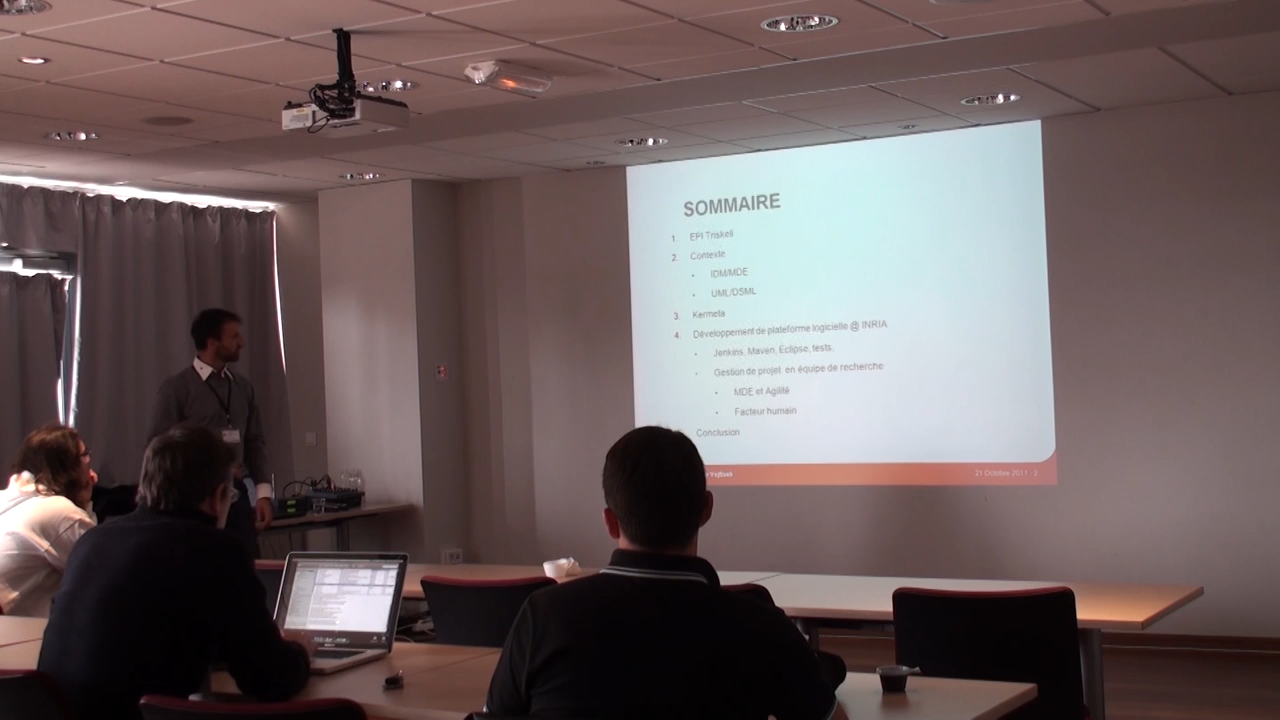 SOMMAIRE
1. EPI Triskell
2. Contexte
• IDM/MDE
• UML/DSML
3. Kermeta
4. Développement de plateforme logicielle @ INRIA
• Jenkins, Maven, Eclipse, tests.
• Gestion de projet en équipe de recherche
• MDE et Agilité
• Facteur humain
Conclusion
21 Octobre 2011 - 2